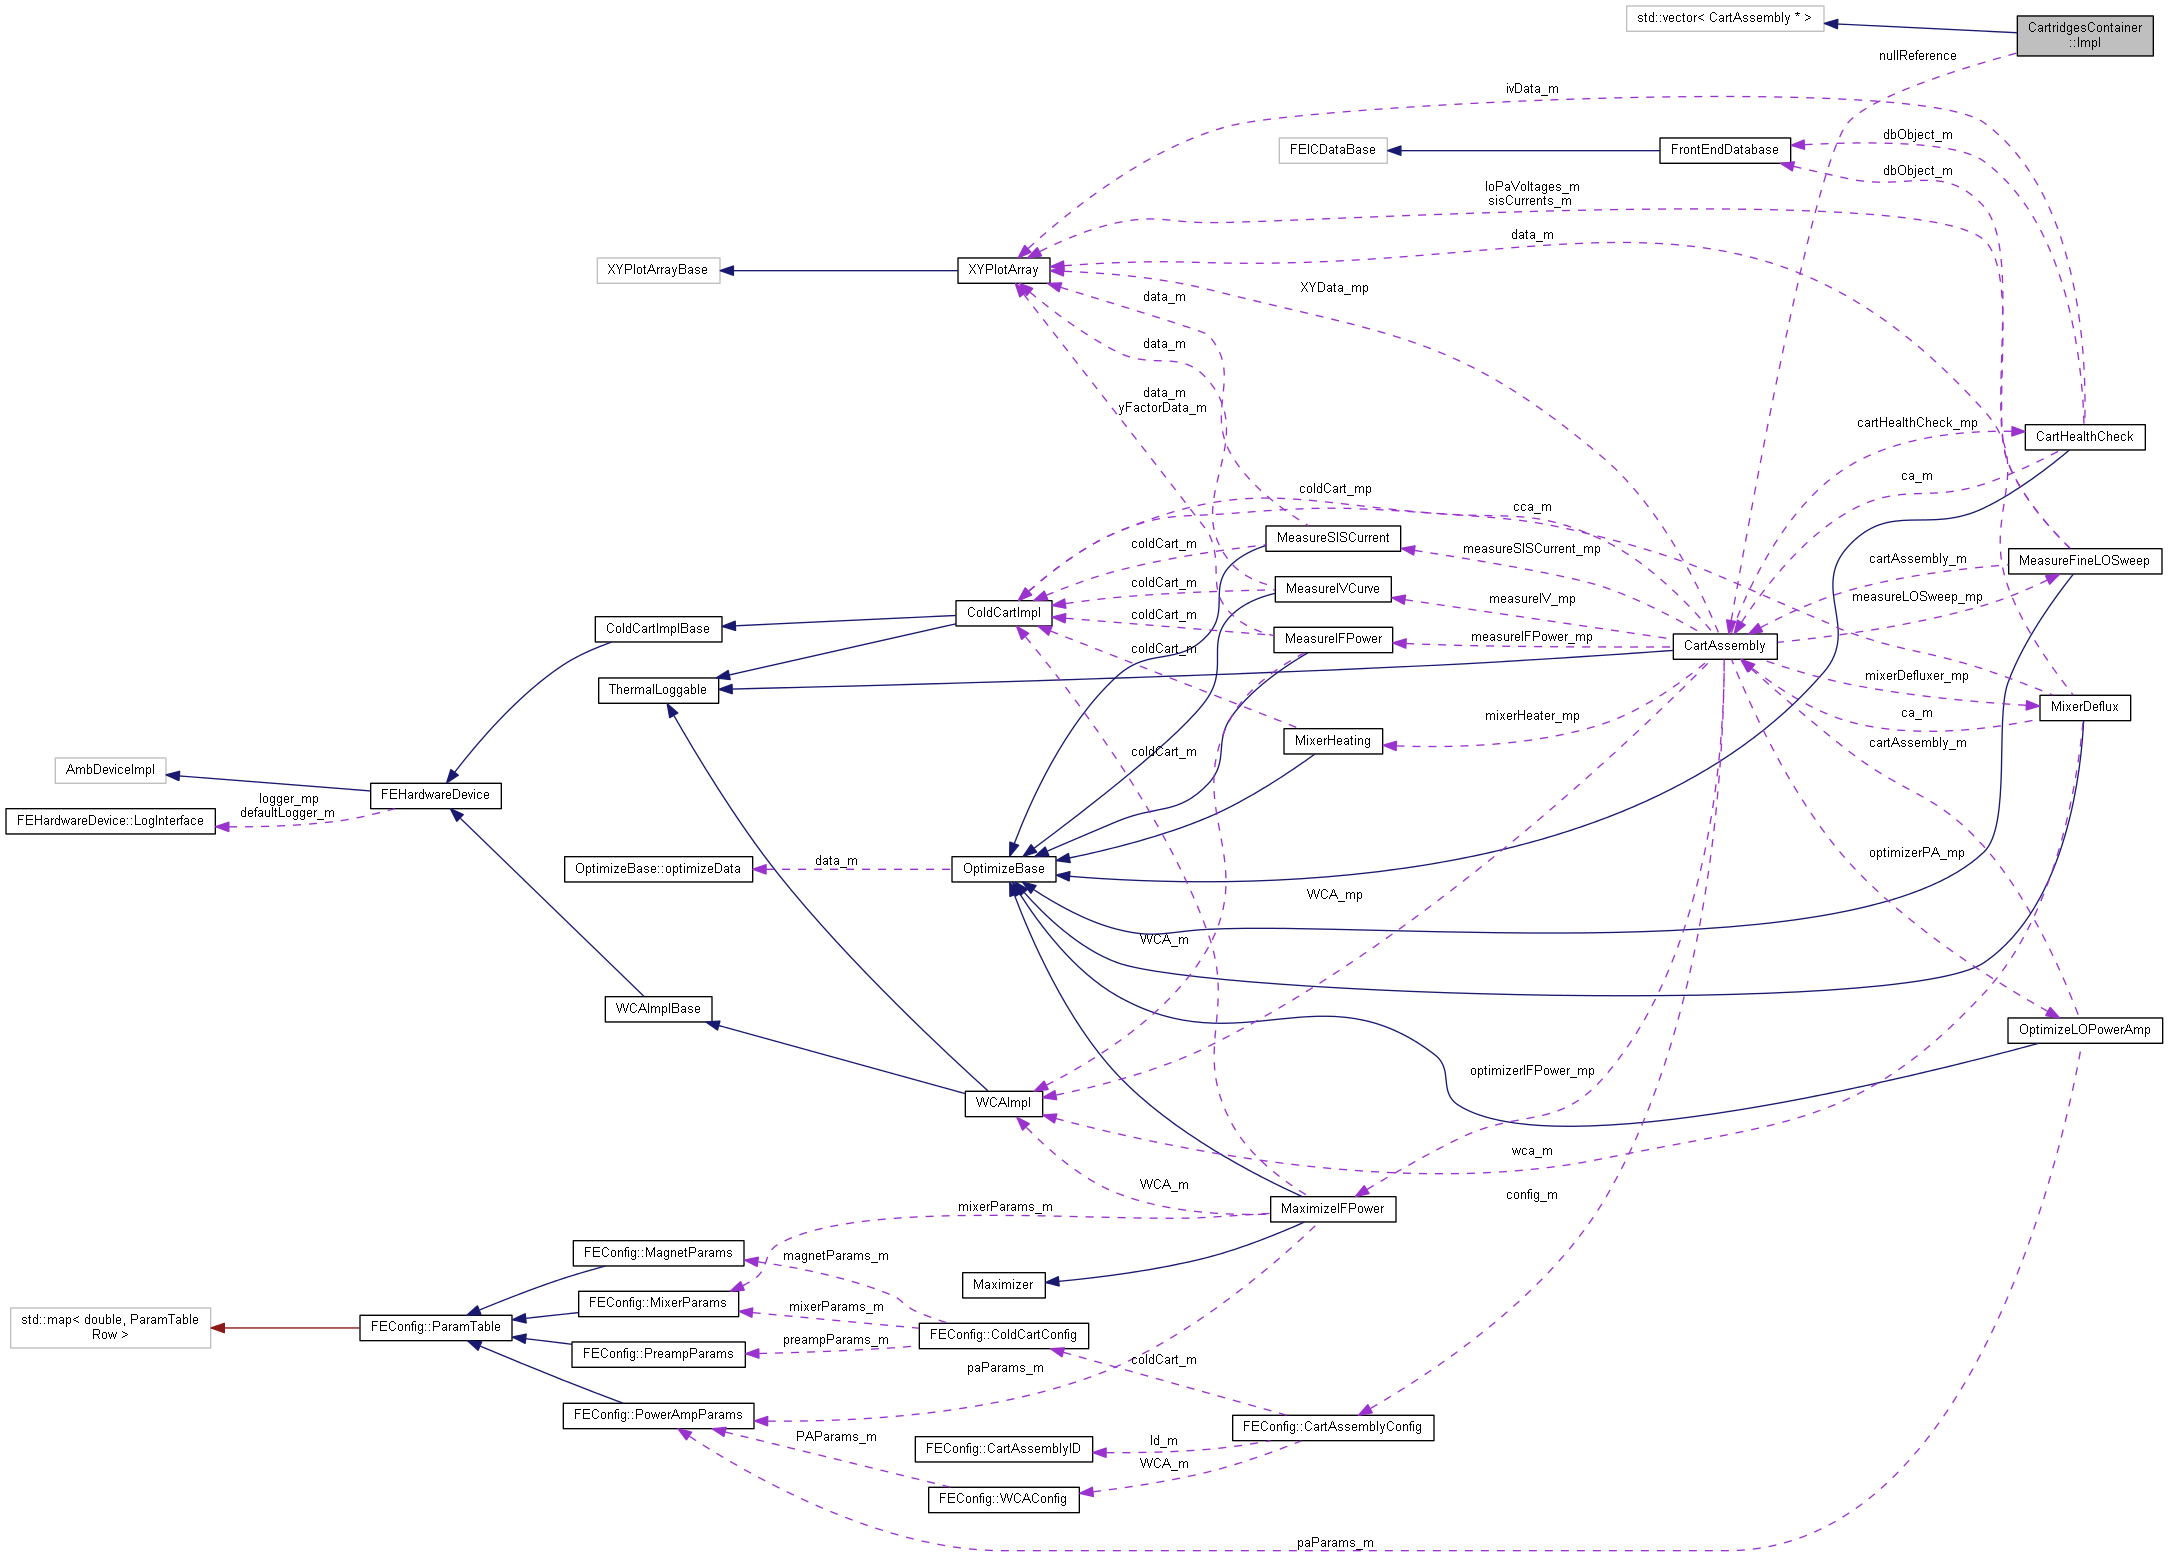 std::vector< CartAssembly * >
CartridgesContainer
::Impl
nullReference
ivData_m
dbObject_m
FEICDataBase
FrontEndDatabase
dbObject_m
loPaVoltages_m
sisCurrents_m
data_m
XYPlotArrayBase
XYPlotArray
XYData_mp
data_m
data_m
data_m
yFactorData_m
cartHealthCheck_mp
CartHealthCheck
ca_m
coldCart_mp
cca_m
MeasureSISCurrent
coldCart_m
measureSISCurrent_mp
cartAssembly_m
MeasureFineLOSweep
coldCart_m
MeasureIVCurve
measureIV_mp
measureLOSweep_mp
ColdCartImpl
coldCart_m
ColdCartImplBase
MeasureIFPower
measureIFPower_mp
CartAssembly
coldCart_m
mixerDefluxer_mp
ThermalLoggable
MixerDeflux
ca_m
mixerHeater_mp
MixerHeating
cartAssembly_m
coldCart_m
AmbDeviceImpl
FEHardwareDevice
logger_mp
defaultLogger_m
FEHardwareDevice::LogInterface
optimizerPA_mp
OptimizeBase::optimizeData
data_m
OptimizeBase
WCA_mp
WCA_m
WCAImplBase
OptimizeLOPowerAmp
optimizerIFPower_mp
WCAImpl
wca_m
WCA_m
config_m
mixerParams_m
MaximizeIFPower
FEConfig::MagnetParams
magnetParams_m
Maximizer
FEConfig::MixerParams
mixerParams_m
std::map< double, ParamTable
Row >
FEConfig::ParamTable
FEConfig::ColdCartConfig
preampParams_m
FEConfig::PreampParams
coldCart_m
paParams_m
FEConfig::PowerAmpParams
FEConfig::CartAssemblyConfig
PAParams_m
Id_m
FEConfig::CartAssemblyID
WCA_m
FEConfig::WCAConfig
paParams_m